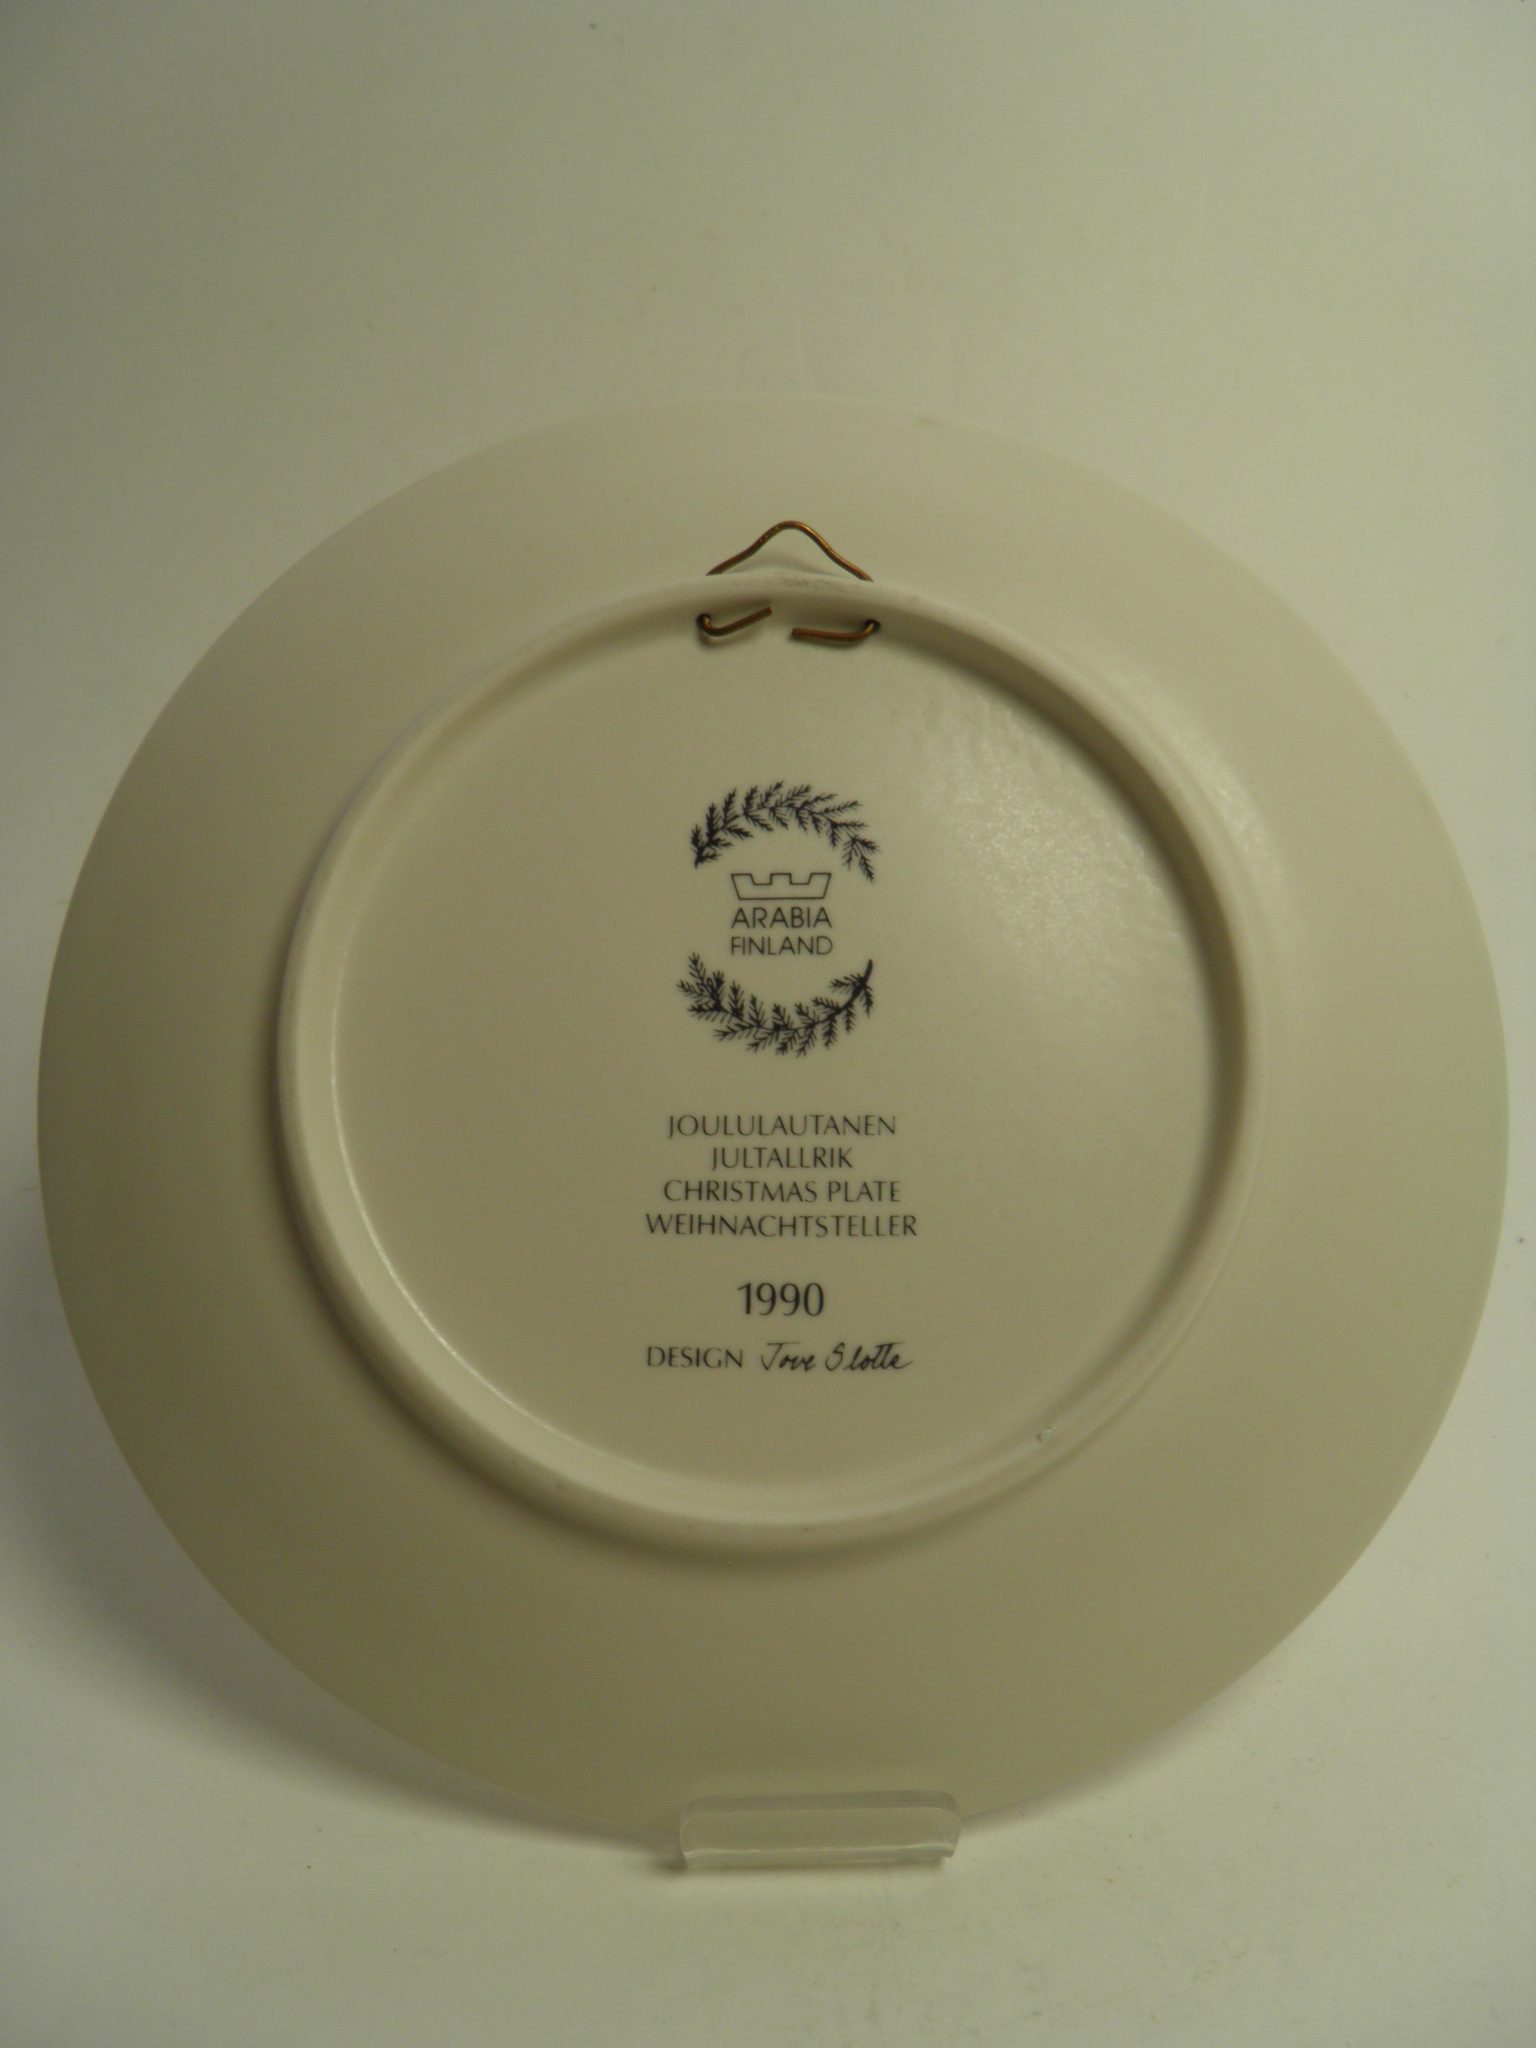 ARABIA
FINLAND
JOULULAUTANEN
JULTALLRIK
CHRISTMAS PLATE
WEIHNACHTSTELLER
1990
DESIGN Tove Slotte